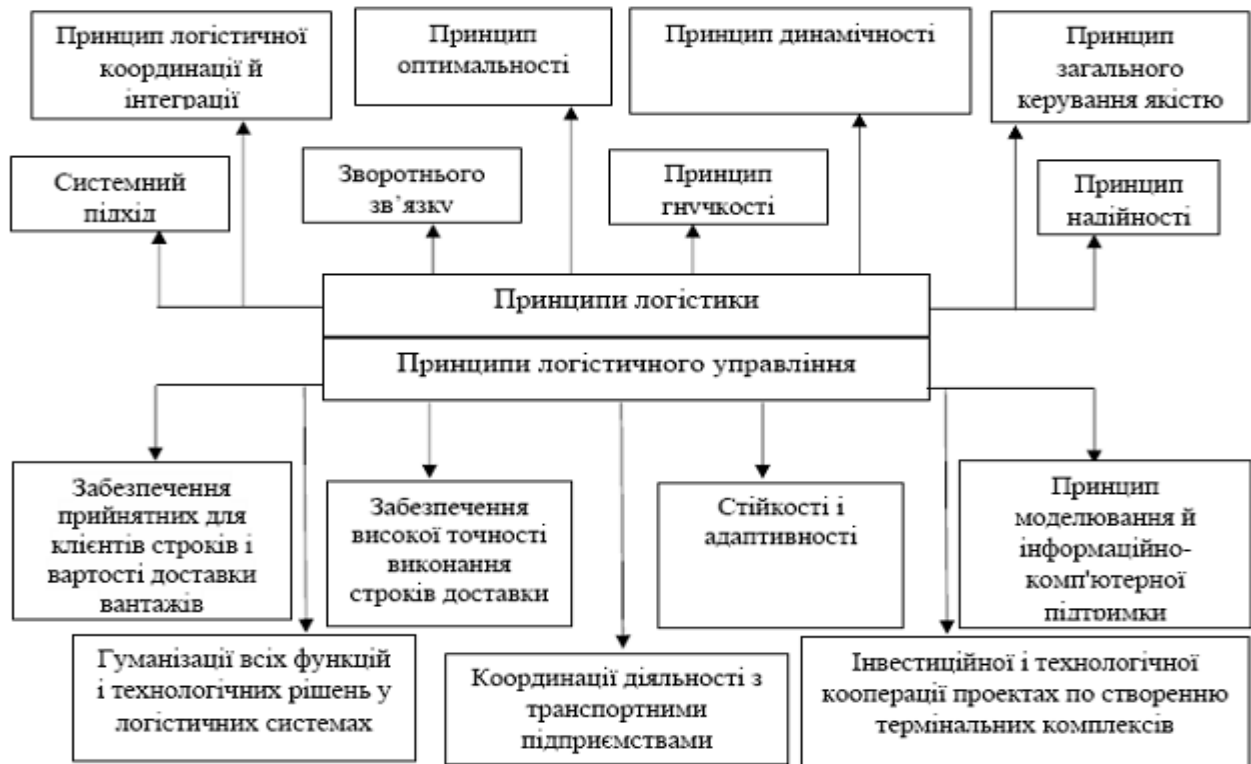 Принцип логістичної
координації й
інтеграції
Принцип
оптимальності
Принцип динамічності
Принцип
загального
керування якістю
Системний
підхід
Зворотнього
зв’язку
Принцип
гнучкості
Принцип
надійності
Принципи логістики
Принципи логістичного управління
Забезпечення
прийнятних для
клієнтів строків і
вартості доставки
вантажів
Забезпечення
високої точності
виконання
строків доставки
Стійкості і
адаптивності
Принцип
моделювання й
інформаційно-
комп'ютерної
підтримки
Гуманізації всіх функцій
і технологічних рішень у
логістичних системах
Координації діяльності з
транспортними
підприємствами
Інвестиційної і технологічної
кооперації проектах по створенню
термінальних комплексів